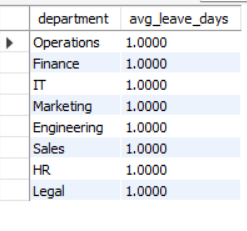 department avg_leave_days
Operations 1.0000
Finance 1.0000
IT 1.0000
Marketing 1.0000
Engineering 1.0000
Sales 1.0000
HR 1.0000
Legal 1.0000